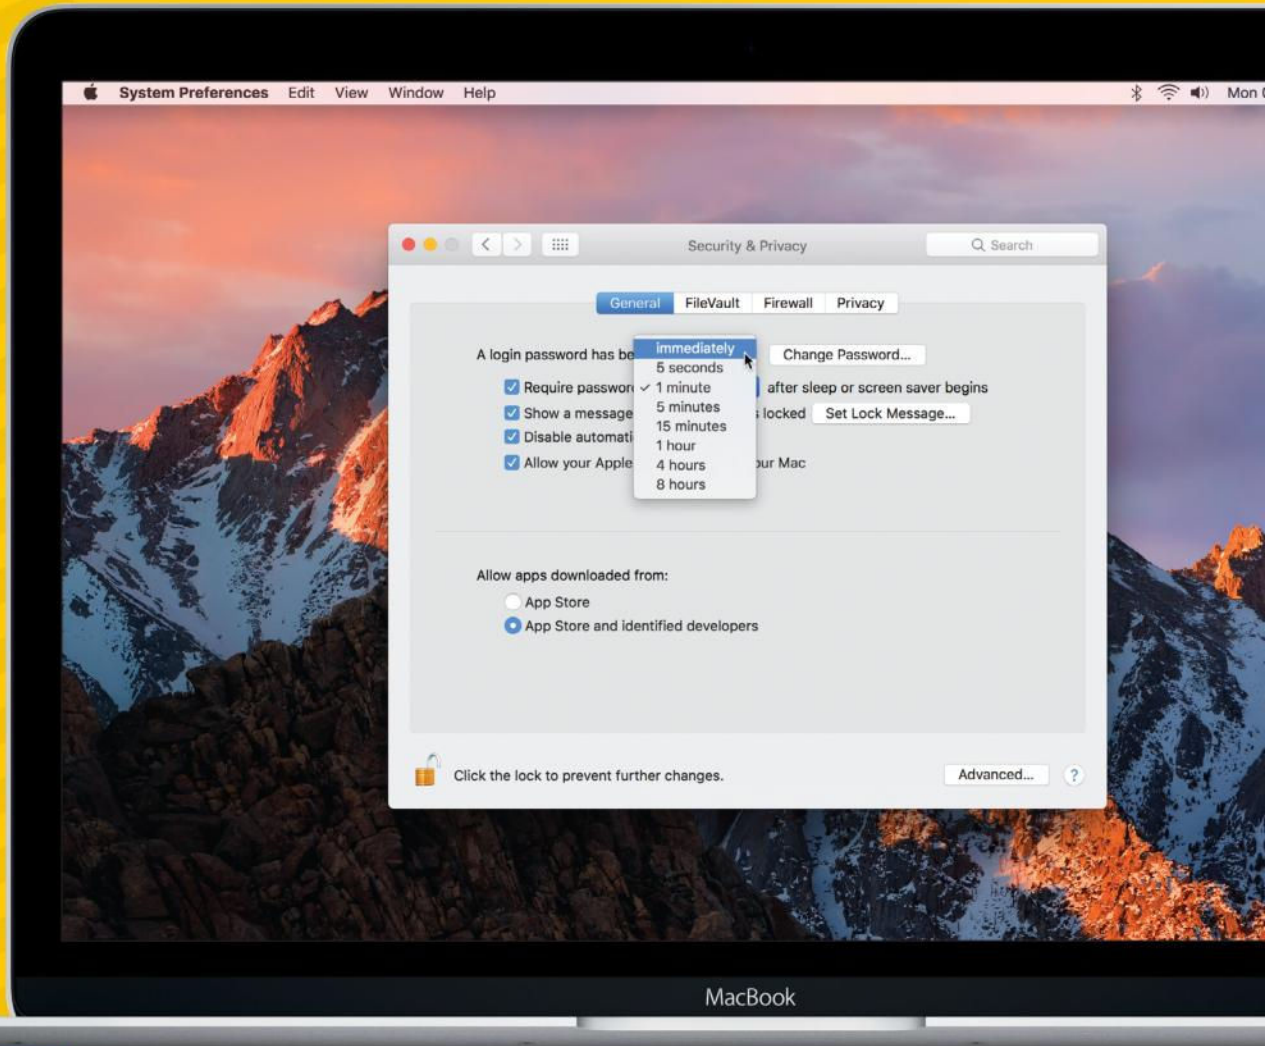 System Preferences Edit View Window Help Mon
Security & Privacy Search
General FileVault Firewall Privacy
A login password has be Change Password...
immediately
5 seconds
Require password 1 minute after sleep or screen saver begins
Show a message 5 minutes s locked Set Lock Message...
15 minutes
Disable automati 1 hour
Allow your Apple 4 hours our Mac
8 hours
Allow apps downloaded from:
App Store
App Store and identified developers
Click the lock to prevent further changes. Advanced... ?
MacBook